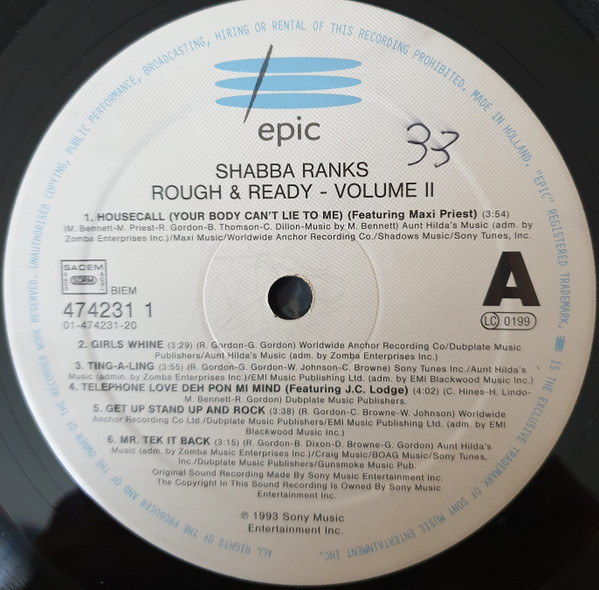 epic
33
SHABBA RANKS
ROUGH & READY - VOLUME II
1. HOUSECALL (YOUR BODY CAN'T LIE TO ME) (Featuring Maxi Priest) (3:54)
(M. Bennett-M. Priest-R. Gordon-B. Thomson-C. Dillon-Music by M. Bennett) Aunt Hilda's Music (adm. by
Zomba Enterprises Inc.)/Maxi Music/Worldwide Anchor Recording Co./Shadows Music/Sony Tunes, Inc.
SACEM
SDRM
BIEM
474231 1
01-474231-20
A
LC 0199
2. GIRLS WHINE (3:29) (R. Gordon-G. Gordon) Worldwide Anchor Recording Co/Dubplate Music
Publishers/Aunt Hilda's Music (adm. by Zomba Enterprises Inc.)
3. TING-A-LING (3:55) (R. Gordon-G. Gordon-W. Johnson-C. Browne) Sony Tunes Inc./Aunt Hilda's
Music (admin. by Zomba Enterprises Inc.)/EMI Music Publishing Ltd. (adm. by EMI Blackwood Music Inc.)
4. TELEPHONE LOVE DEH PON MI MIND (Featuring J.C. Lodge) (4:02) (C. Hines-H. Lindo-
M. Bennett-R. Gordon) Dubplate Music Publishers.
5. GET UP STAND UP AND ROCK (3:38) (R. Gordon-C. Browne-W. Johnson) Worldwide
Anchor Recording Co Ltd./Dubplate Music Publishers/EMI Music Publishing Ltd. (adm. by EMI
Blackwood Music Inc.)
6. MR. TEK IT BACK (3:15) (R. Gordon-B. Dixon-D. Browne-G. Gordon) Aunt Hilda's
Music (adm. by Zomba Music Enterprises Inc.)/Craig Music/BOAG Music/Sony Tunes,
Inc./Dubplate Music Publishers/Gunsmoke Music Pub.
Original Sound Recording Made By Sony Music Entertainment Inc.
The Copyright In This Sound Recording Is Owned By Sony Music
Entertainment Inc.
℗ 1993 Sony Music
Entertainment Inc.
ALL RIGHTS OF THE PRODUCER AND OF THE OWNER OF THE RECORDED WORK RESERVED. UNAUTHORISED COPYING, PUBLIC PERFORMANCE, BROADCASTING, HIRING OR RENTAL OF THIS RECORDING PROHIBITED. MADE IN HOLLAND. "EPIC" REGISTERED TRADEMARK. IS THE EXCLUSIVE TRADEMARK OF SONY MUSIC ENTERTAINMENT INC.